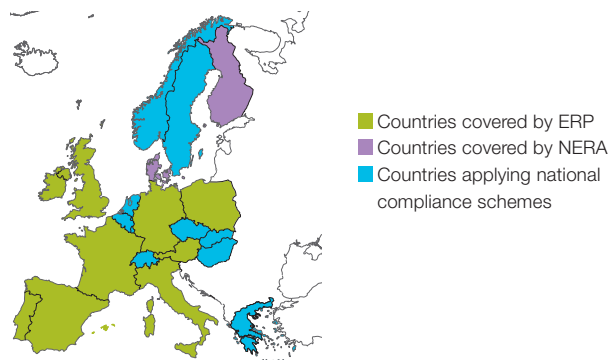 Countries covered by ERP
Countries covered by NERA
Countries applying national
compliance schemes